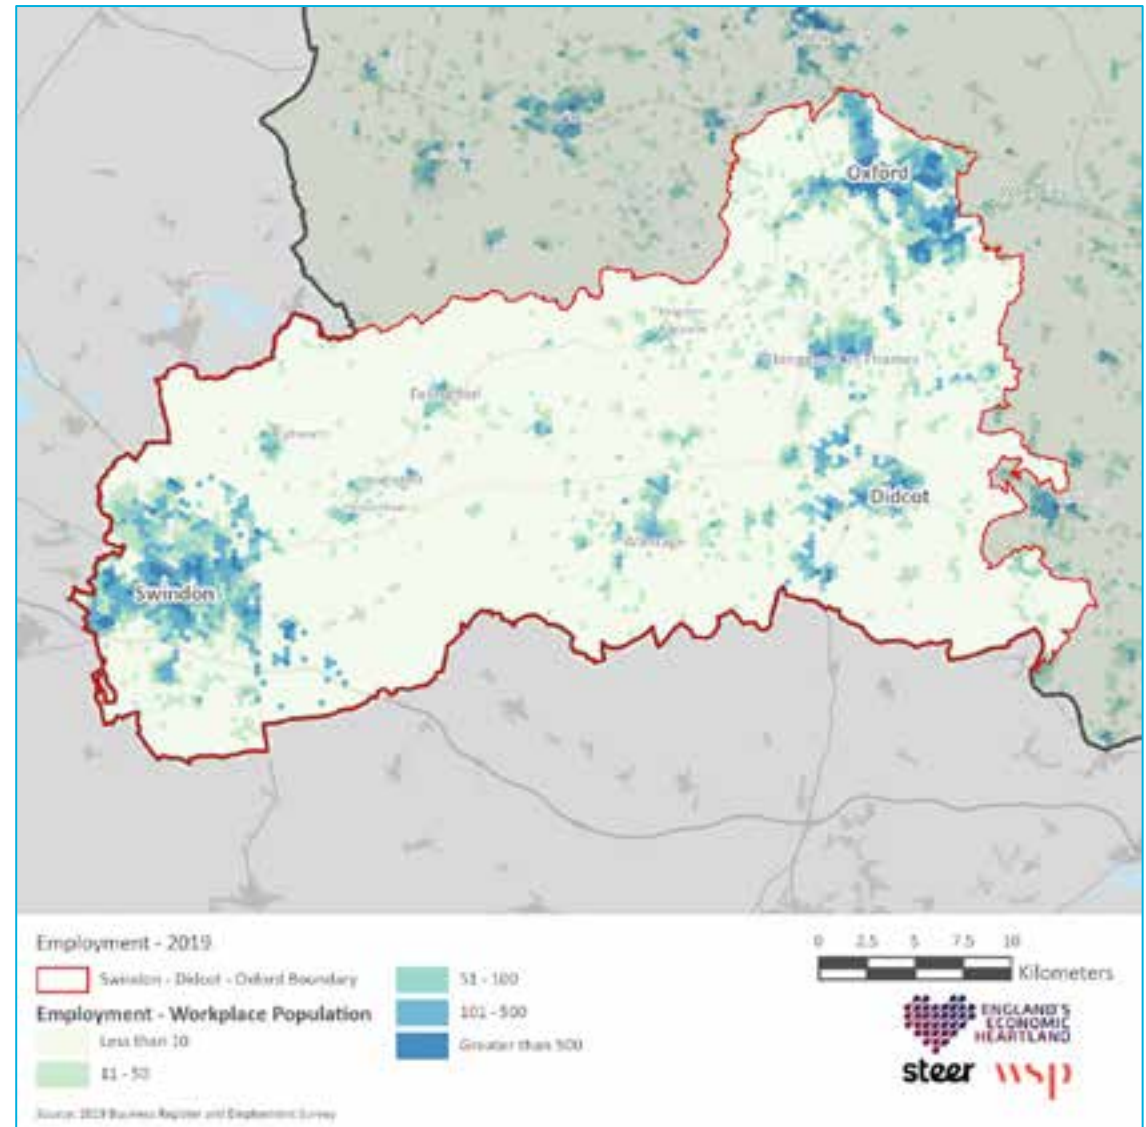 Oxford
Didcot
Wantage
Swindon
Employment - 2019
Swindon - Didcot - Oxford Boundary
Employment - Workplace Population
Less than 10
11 - 50
51 - 100
101 - 500
Greater than 500
0 2.5 5 7.5 10
Kilometers
ENGLAND'S
ECONOMIC
HEARTLAND
steer wsp
Source: 2019 Business Register and Employment Survey